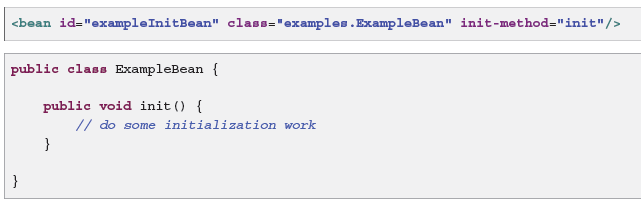 <bean id="exampleInitBean" class="examples.ExampleBean" init-method="init"/>
public class ExampleBean {
    public void init() {
        // do some initialization work
    }
}